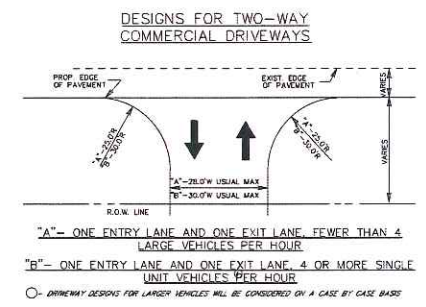 DESIGNS FOR TWO-WAY
COMMERCIAL DRIVEWAYS
PROP. EDGE
OF PAVEMENT
EXIST. EDGE
OF PAVEMENT
VARIES
"A"-25.0'R
"B"-30.0'R
"A"-25.0'R
"B"-30.0'R
VARIES
"A"-28.0'W USUAL MAX
"B"-30.0'W USUAL MAX
R.O.W. LINE
"A"- ONE ENTRY LANE AND ONE EXIT LANE, FEWER THAN 4
LARGE VEHICLES PER HOUR
"B"- ONE ENTRY LANE AND ONE EXIT LANE, 4 OR MORE SINGLE
UNIT VEHICLES PER HOUR
- DRIVEWAY DESIGNS FOR LARGER VEHICLES WILL BE CONSIDERED ON A CASE BY CASE BASIS